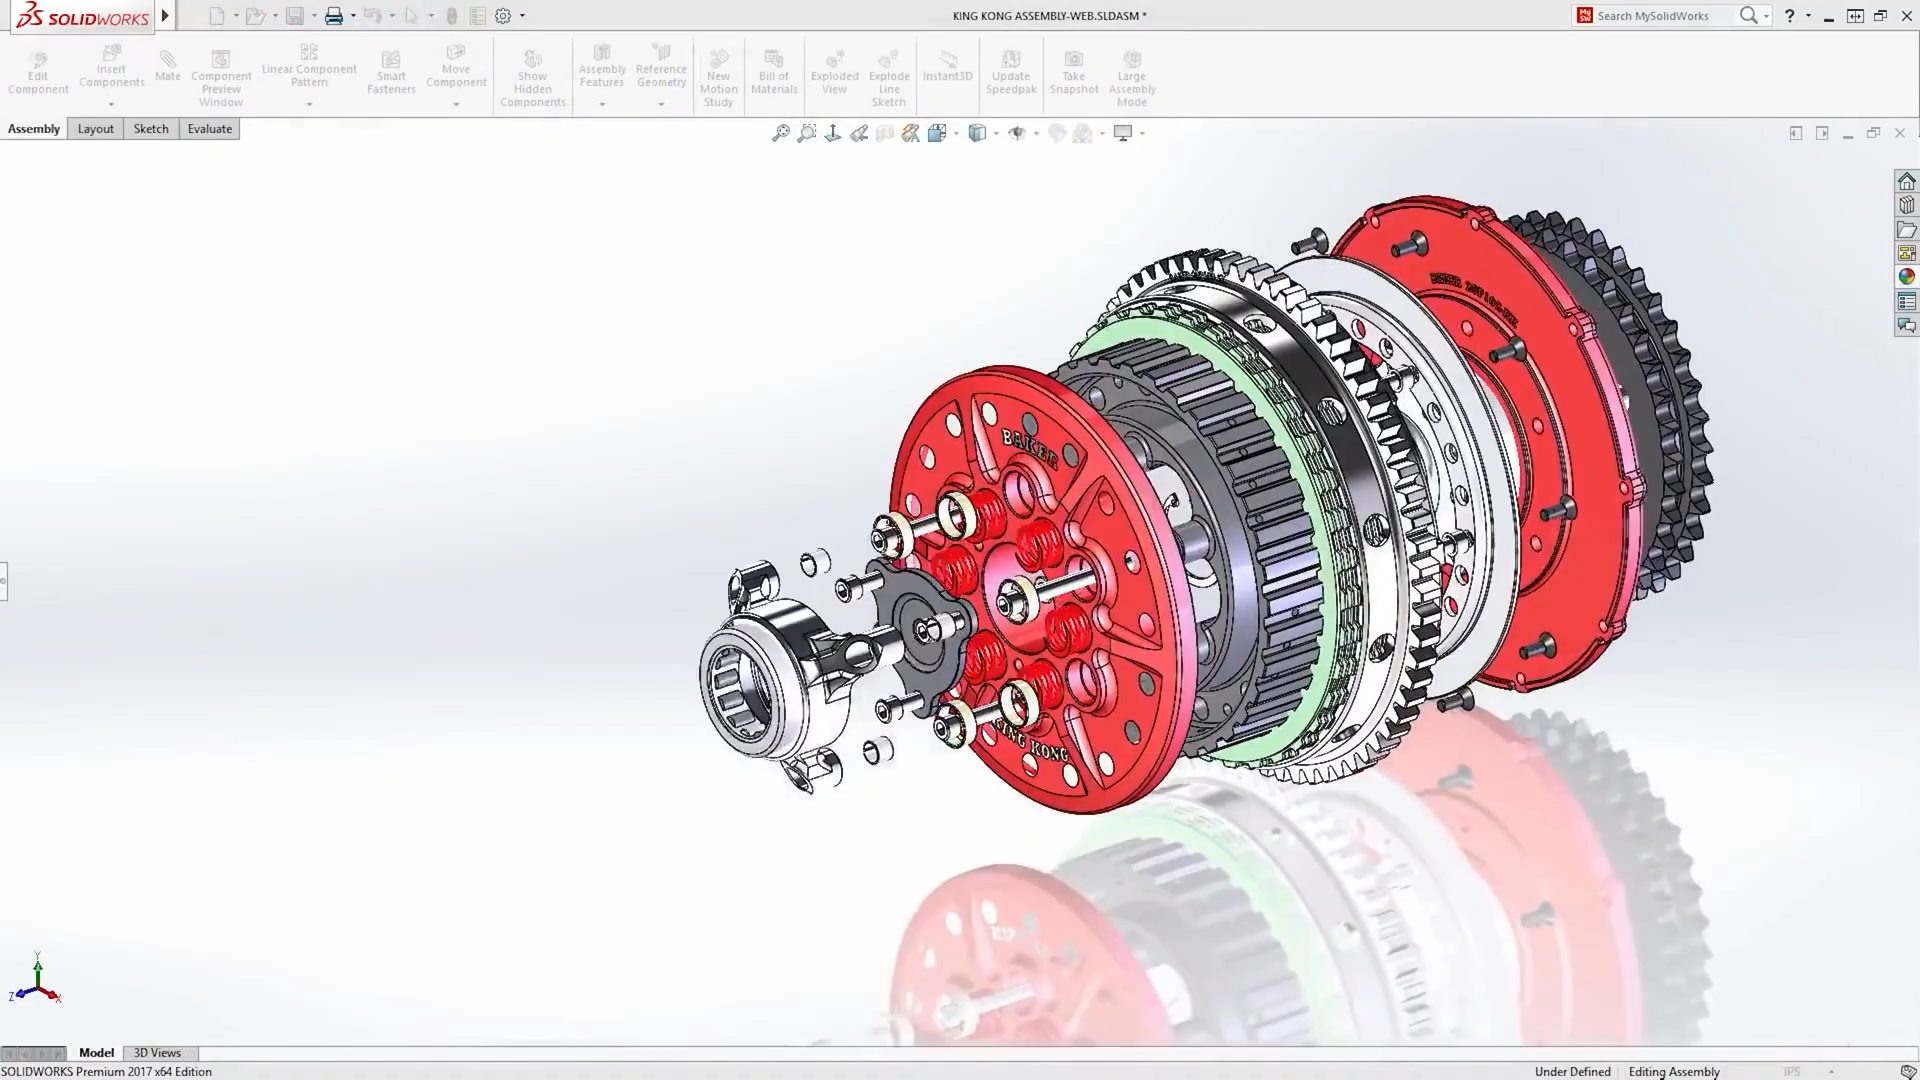 SOLIDWORKS
KING KONG ASSEMBLY-WEB.SLDASM *
Search MySolidWorks
?
Edit
Component
Insert
Components
Mate
Component
Preview
Window
Linear Component
Pattern
Smart
Fasteners
Move
Component
Show
Hidden
Components
Assembly
Features
Reference
Geometry
New
Motion
Study
Bill of
Materials
Exploded
View
Explode
Line
Sketch
Instant3D
Update
Speedpak
Take
Snapshot
Large
Assembly
Mode
Assembly
Layout
Sketch
Evaluate
BAKER
KING KONG
Y
Z
X
Model
3D Views
SOLIDWORKS Premium 2017 x64 Edition
Under Defined
Editing Assembly
IPS